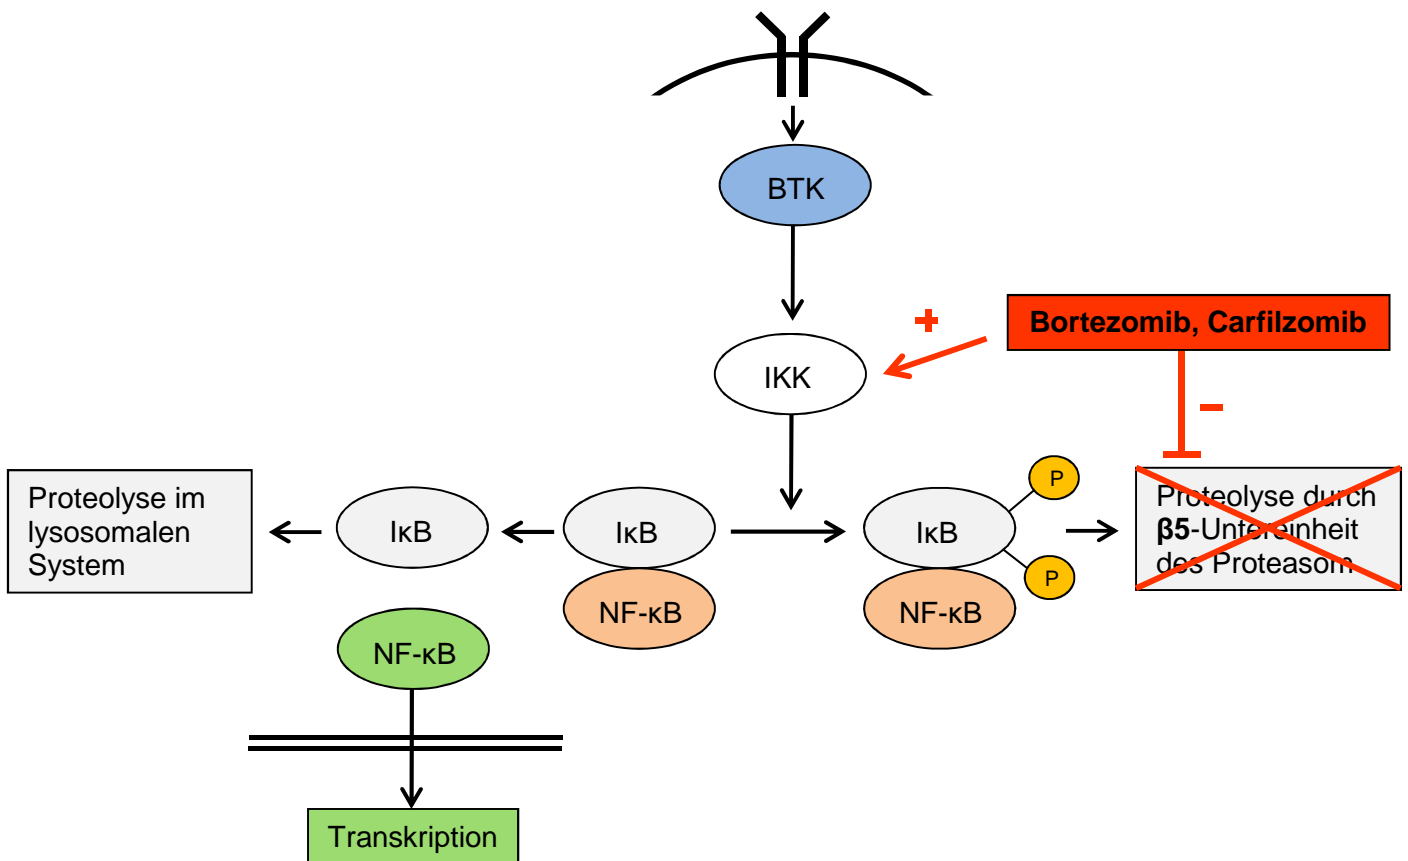 BTK
+
Bortezomib, Carfilzomib
IKK
–
Proteolyse im
lysosomalen
System
IκB
IκB
IκB
P
P
Proteolyse durch
β5-Untereinheit
des Proteasom
NF-κB
NF-κB
NF-κB
Transkription